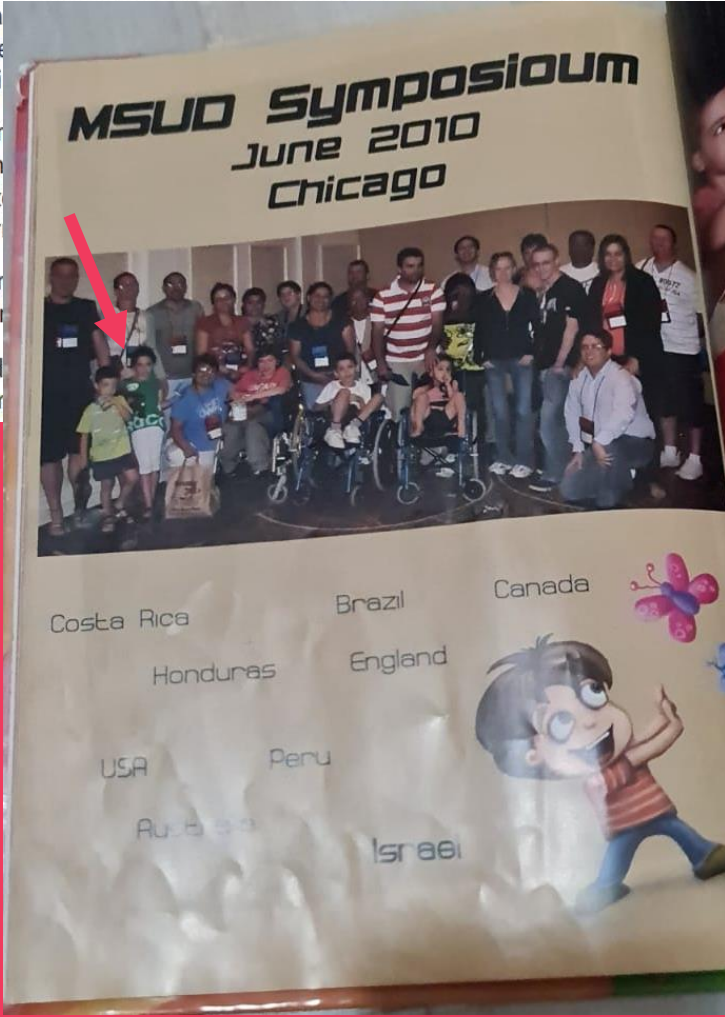 MSUD Symposioum
June 2010
Chicago
Costa Rica
Brazil
Canada
Honduras
England
USA
Peru
Israel